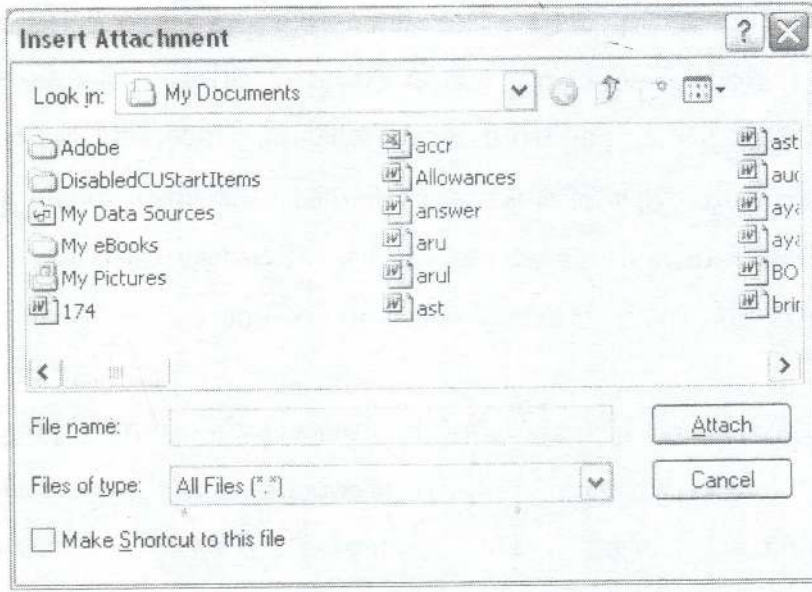 Insert Attachment
Look in: My Documents
Adobe
DisabledCUStartItems
My Data Sources
My eBooks
My Pictures
174
accr
Allowances
answer
aru
arul
ast
ast
BO
File name:
Attach
Files of type: All Files (*.*)
Cancel
Make Shortcut to this file